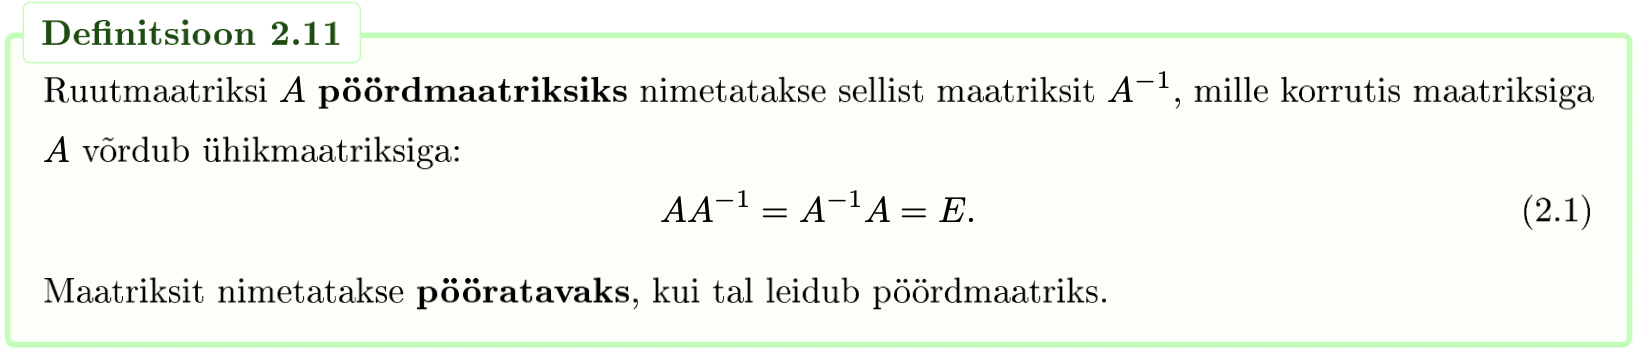 Definitsioon 2.11
Ruutmaatriksi A pöördmaatriksiks nimetatakse sellist maatriksit A⁻¹, mille korrutis maatriksiga
A võrdub ühikmaatriksiga:
AA⁻¹ = A⁻¹A = E. (2.1)
Maatriksit nimetatakse pööratavaks, kui tal leidub pöördmaatriks.